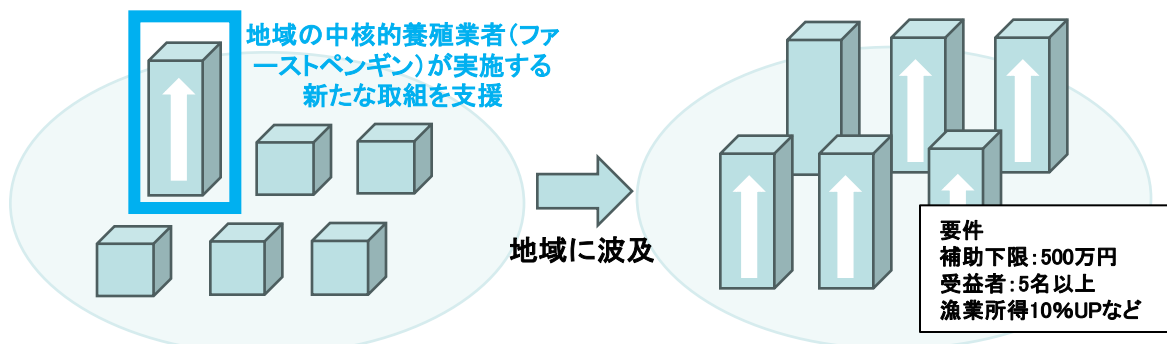 地域の中核的養殖業者(ファ
ーストペンギン)が実施する
新たな取組を支援
地域に波及
要件
補助下限:500万円
受益者:5名以上
漁業所得10%UPなど